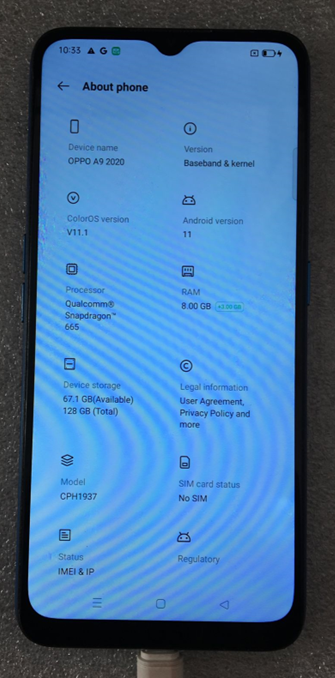 10:33
About phone
Device name
OPPO A9 2020
Version
Baseband & kernel
ColorOS version
V11.1
Android version
11
Processor
Qualcomm®
Snapdragon™
665
RAM
8.00 GB
Device storage
67.1 GB(Available)
128 GB (Total)
Legal information
User Agreement,
Privacy Policy and
more
Model
CPH1937
SIM card status
No SIM
Status
IMEI & IP
Regulatory